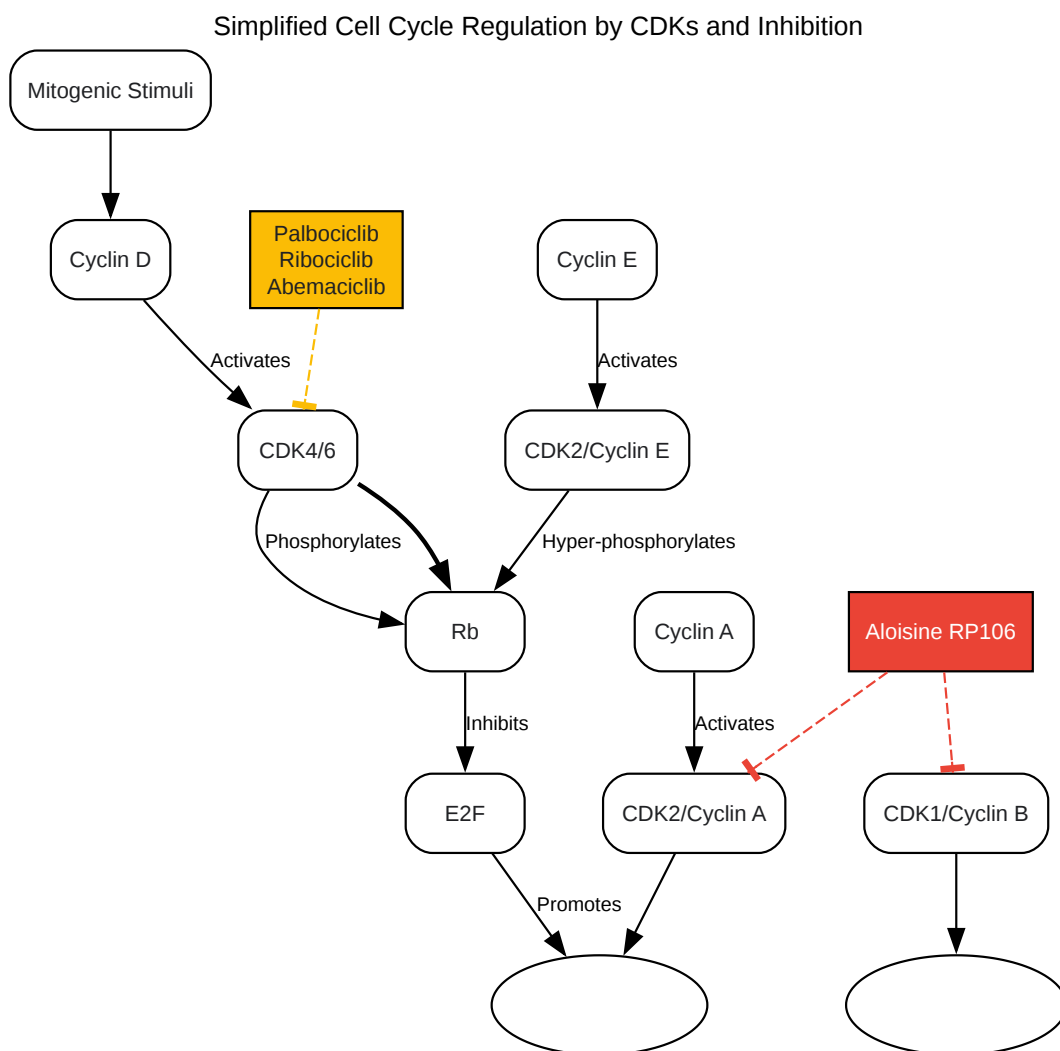 Simplified Cell Cycle Regulation by CDKs and Inhibition
Mitogenic Stimuli
Cyclin D
Palbociclib
Ribociclib
Abemaciclib
Cyclin E
Activates
Activates
CDK4/6
CDK2/Cyclin E
Phosphorylates
Hyper-phosphorylates
Rb
Cyclin A
Aloisine RP106
Inhibits
Activates
E2F
CDK2/Cyclin A
CDK1/Cyclin B
Promotes